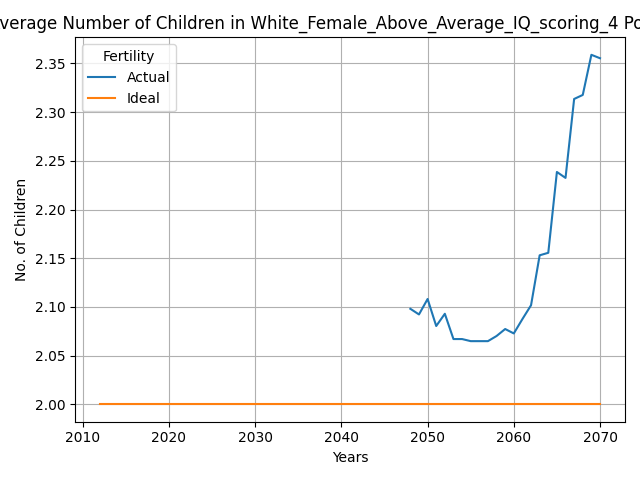 verage Number of Children in White_Female_Above_Average_IQ_scoring_4 Po
Fertility
Actual
Ideal
No. of Children
2.35
2.30
2.25
2.20
2.15
2.10
2.05
2.00
2010 2020 2030 2040 2050 2060 2070
Years